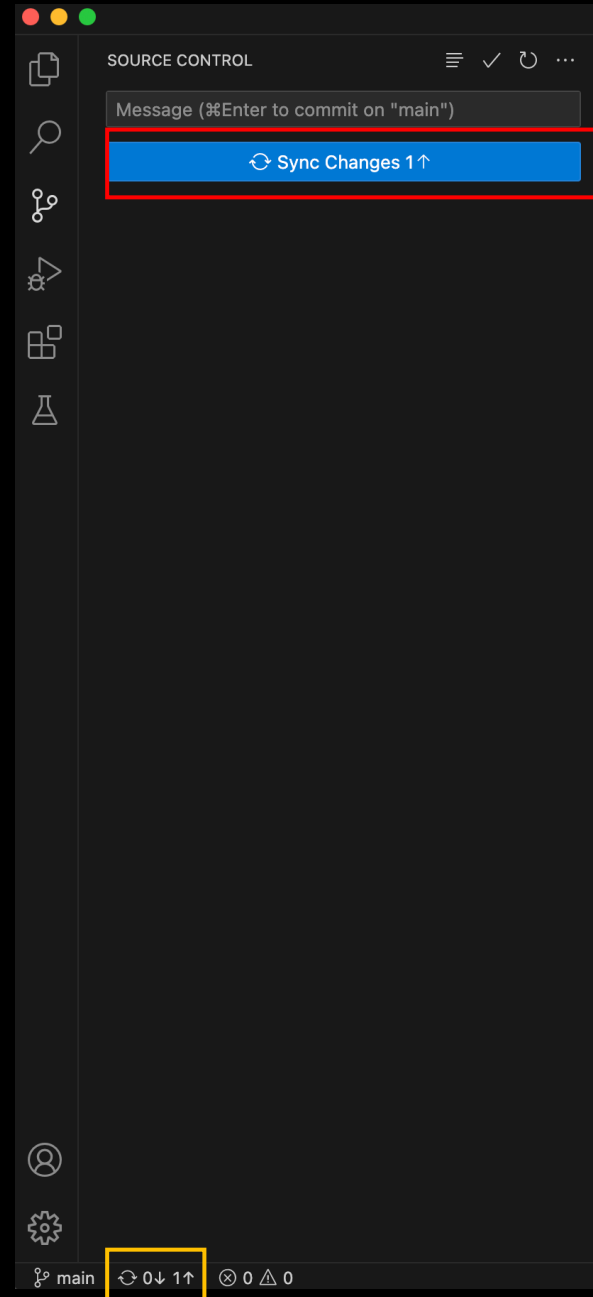 SOURCE CONTROL
Message (⌘Enter to commit on "main")
Sync Changes 1↑
main 0↓ 1↑ 0 0